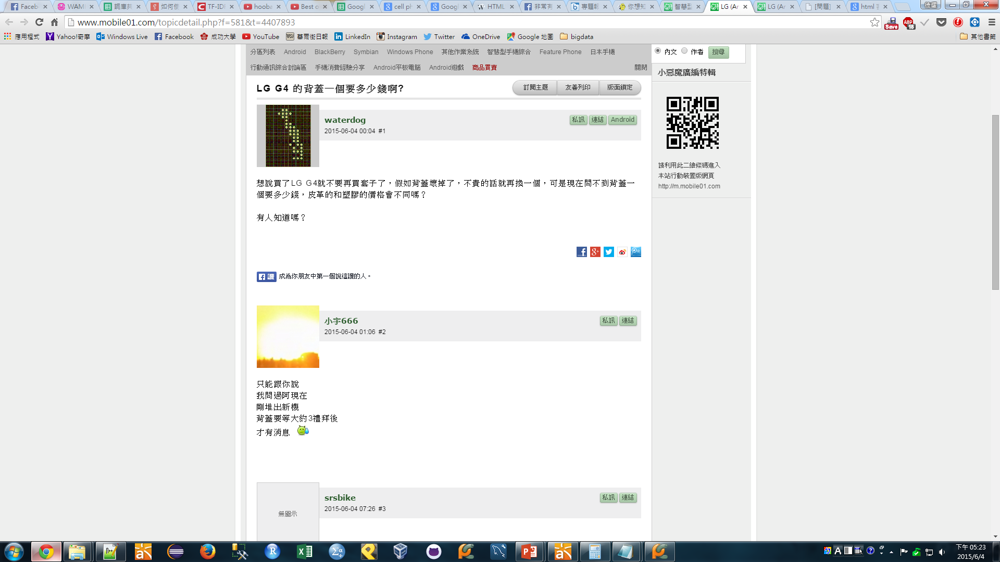 Faceb
WAM
詞庫共
如何使
TF-IDF
hooba
Best o
Googl
cell ph
Googl
HTML
非常有
專題報
你想知
智慧型
LG (Ar
LG (Ar
[問題]
html
德耀
www.mobile01.com/topicdetail.php?f=581&t=4407893
Save
ABP
18
應用程式
Yahoo!奇摩
Windows Live
Facebook
成功大學
YouTube
華爾街日報
LinkedIn
Instagram
Twitter
OneDrive
Google 地圖
bigdata
其他書籤
分區列表 Android BlackBerry Symbian Windows Phone 其他作業系統 智慧型手機綜合 Feature Phone 日本手機
行動通訊綜合討論區 手機消費經驗分享 Android平板電腦 Android遊戲 商品買賣 關閉
內文 作者 搜尋
小惡魔廣編特輯
LG G4 的背蓋一個要多少錢啊?
訂閱主題 友善列印 版面鎖定
waterdog
私訊 連結 Android
2015-06-04 00:04 #1
請利用此二維條碼進入
本站行動裝置版網頁
http://m.mobile01.com
想說買了LG G4就不要再買套子了，假如背蓋壞掉了，不貴的話就再換一個，可是現在問不到背蓋一
個要多少錢，皮革的和塑膠的價格會不同嗎？
有人知道嗎？
讚 成為你朋友中第一個說這讚的人。
小宇666
私訊 連結
2015-06-04 01:06 #2
只能跟你說
我問過阿現在
剛堆出新機
背蓋要等大約3禮拜後
才有消息
srsbike
私訊 連結
2015-06-04 07:26 #3
無圖示
下午 05:23
2015/6/4